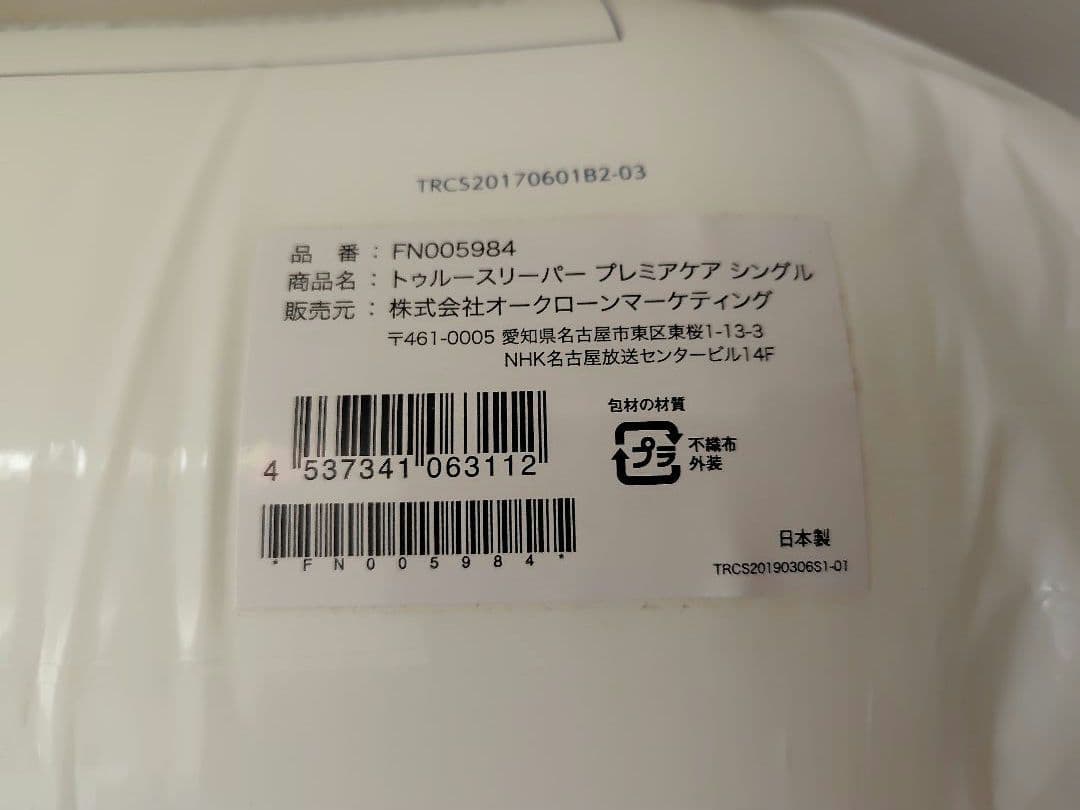 TRCS20170601B2-03
品 番 : FN005984
商品名 : トゥルースリーパー プレミアケア シングル
販売元 : 株式会社オークローンマーケティング
〒461-0005 愛知県名古屋市東区東桜1-13-3
NHK名古屋放送センタービル14F
包材の材質
プラ
不織布
外装
4 537341 063112
*FN005984*
日本製
TRCS20190306S1-01